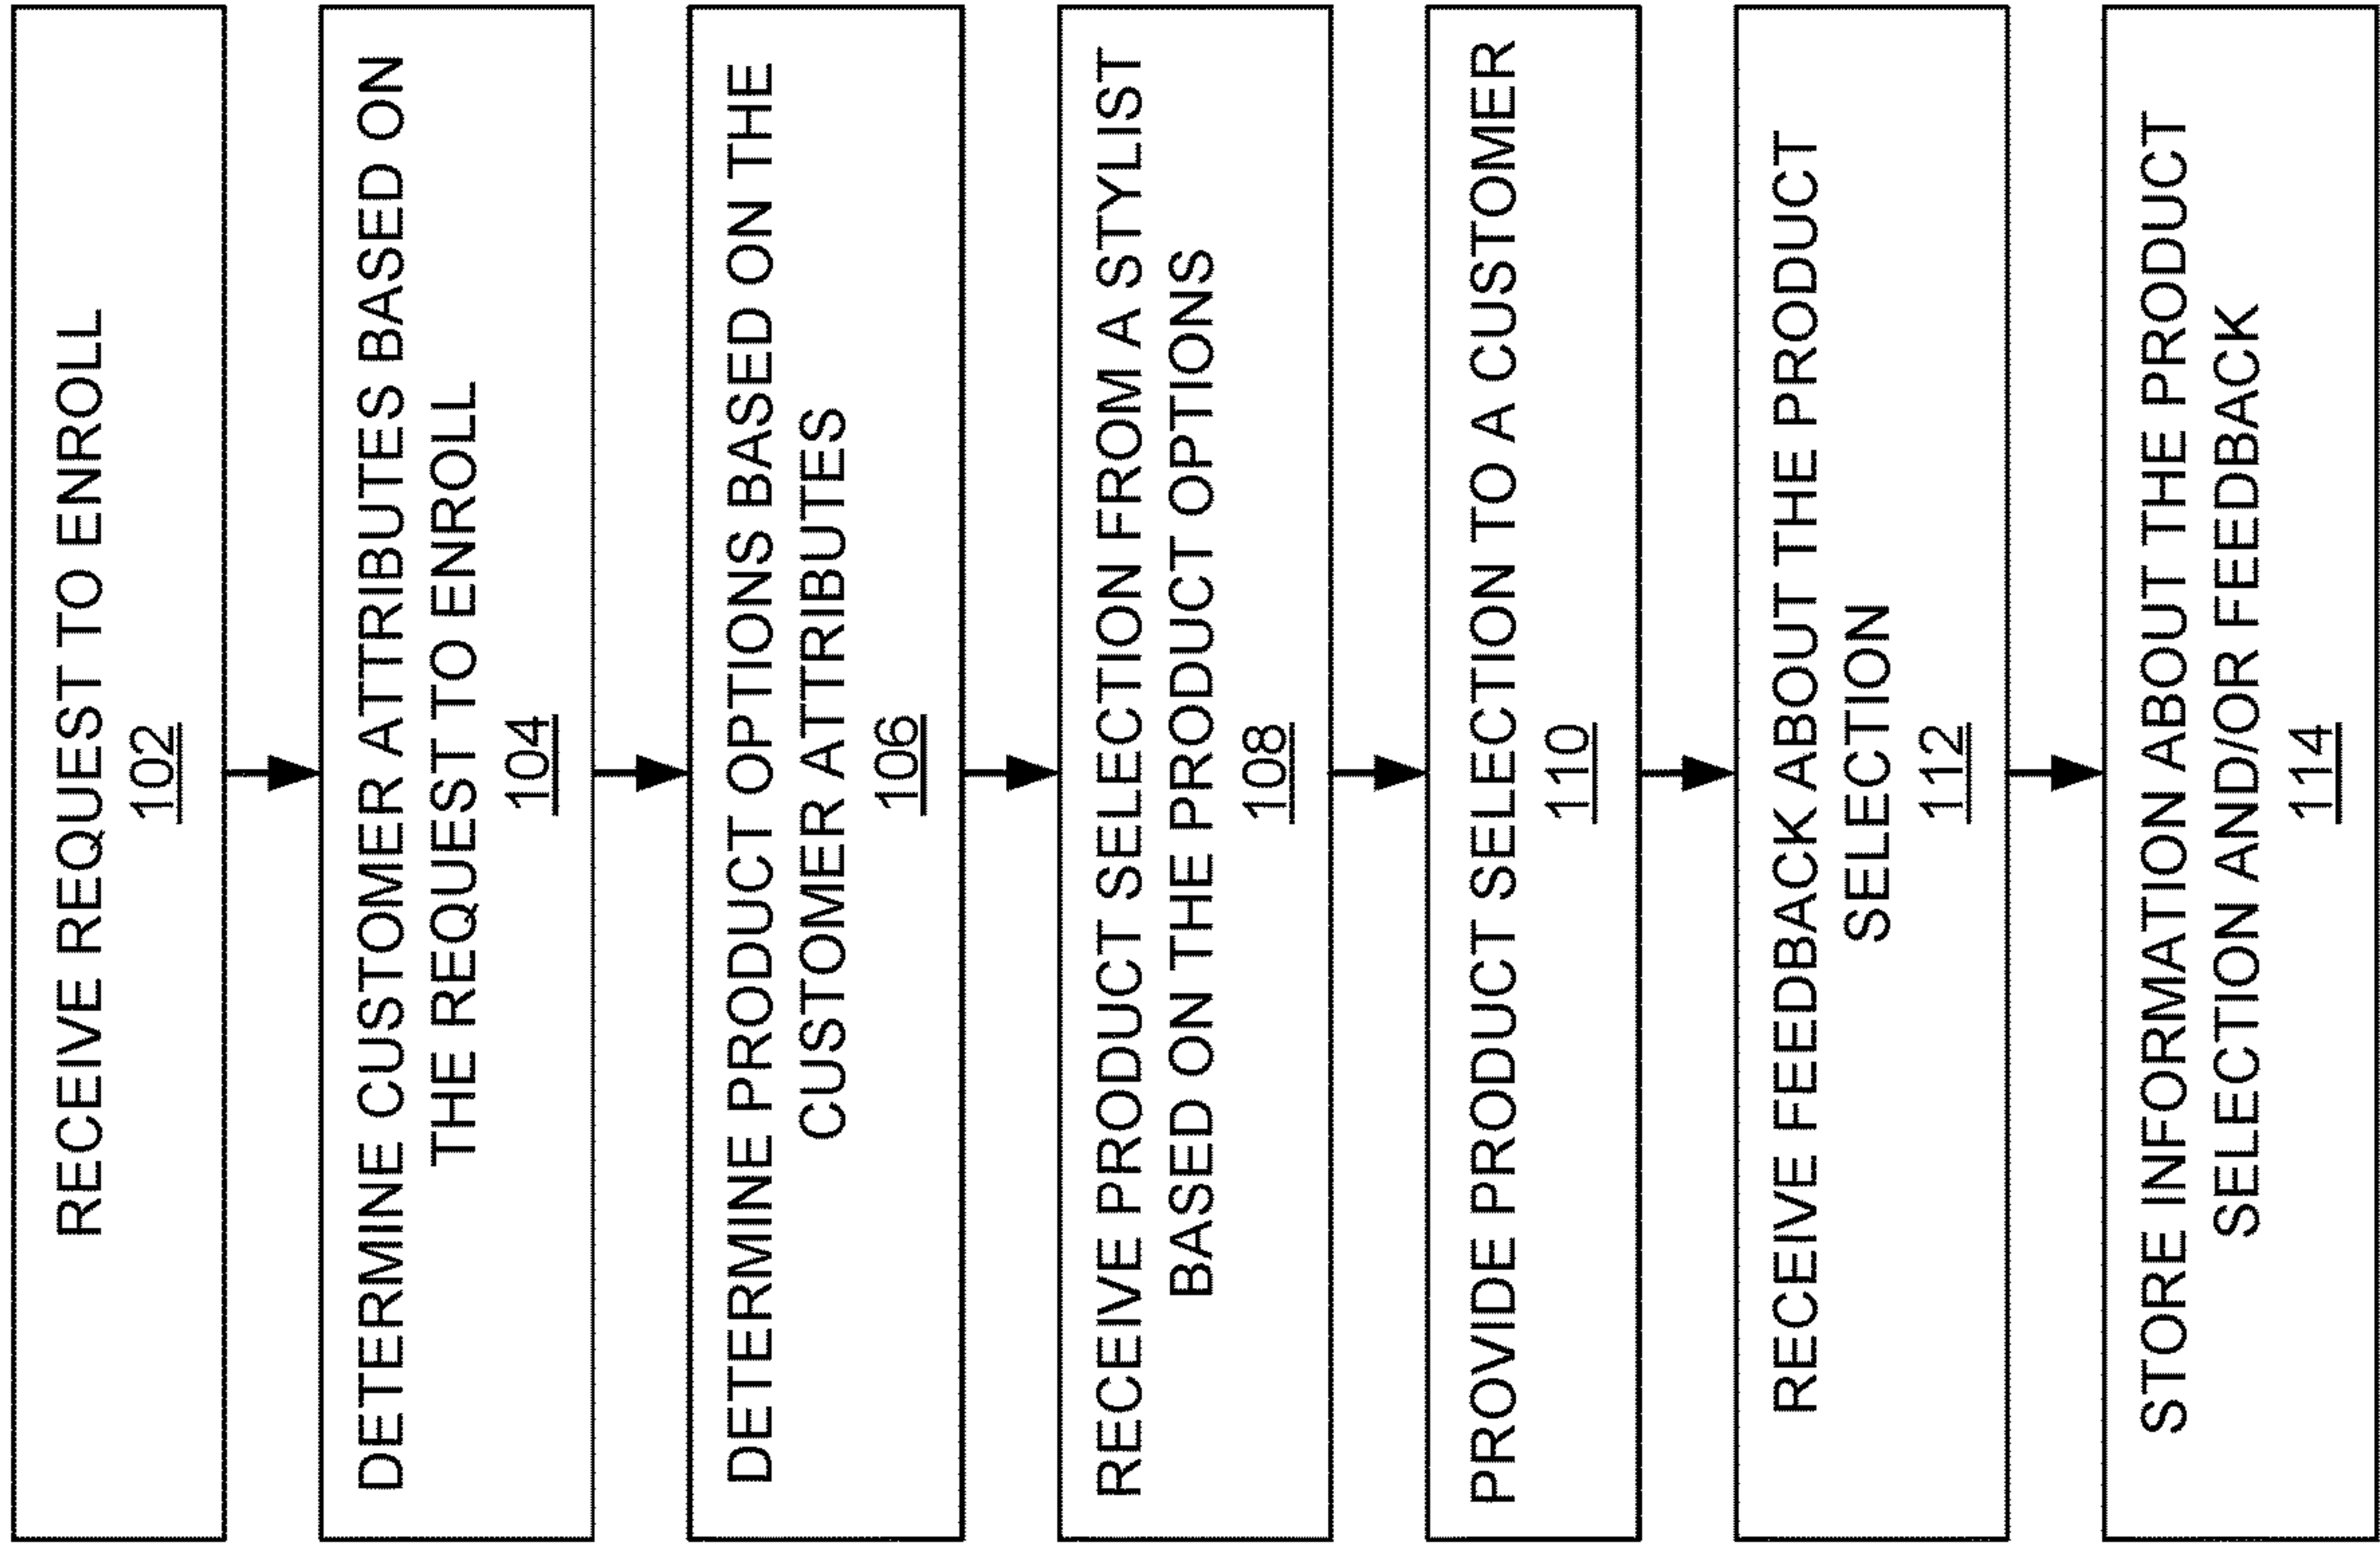 RECEIVE REQUEST TO ENROLL
102
DETERMINE CUSTOMER ATTRIBUTES BASED ON
THE REQUEST TO ENROLL
104
DETERMINE PRODUCT OPTIONS BASED ON THE
CUSTOMER ATTRIBUTES
106
RECEIVE PRODUCT SELECTION FROM A STYLIST
BASED ON THE PRODUCT OPTIONS
108
PROVIDE PRODUCT SELECTION TO A CUSTOMER
110
RECEIVE FEEDBACK ABOUT THE PRODUCT
SELECTION
112
STORE INFORMATION ABOUT THE PRODUCT
SELECTION AND/OR FEEDBACK
114